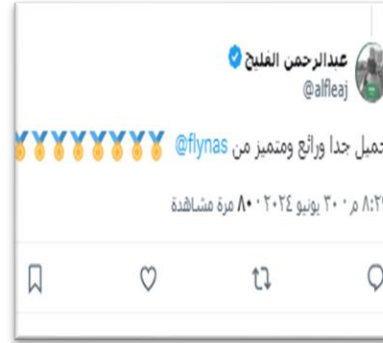 عبدالرحمن الفليج
@alfleaj
جميل جدا ورائع ومتميز من @flynas 🏅🏅🏅🏅🏅🏅🏅🏅
م · ٣٠ يونيو ٢٠٢٤ · ٨٠ مرة مشاهدة